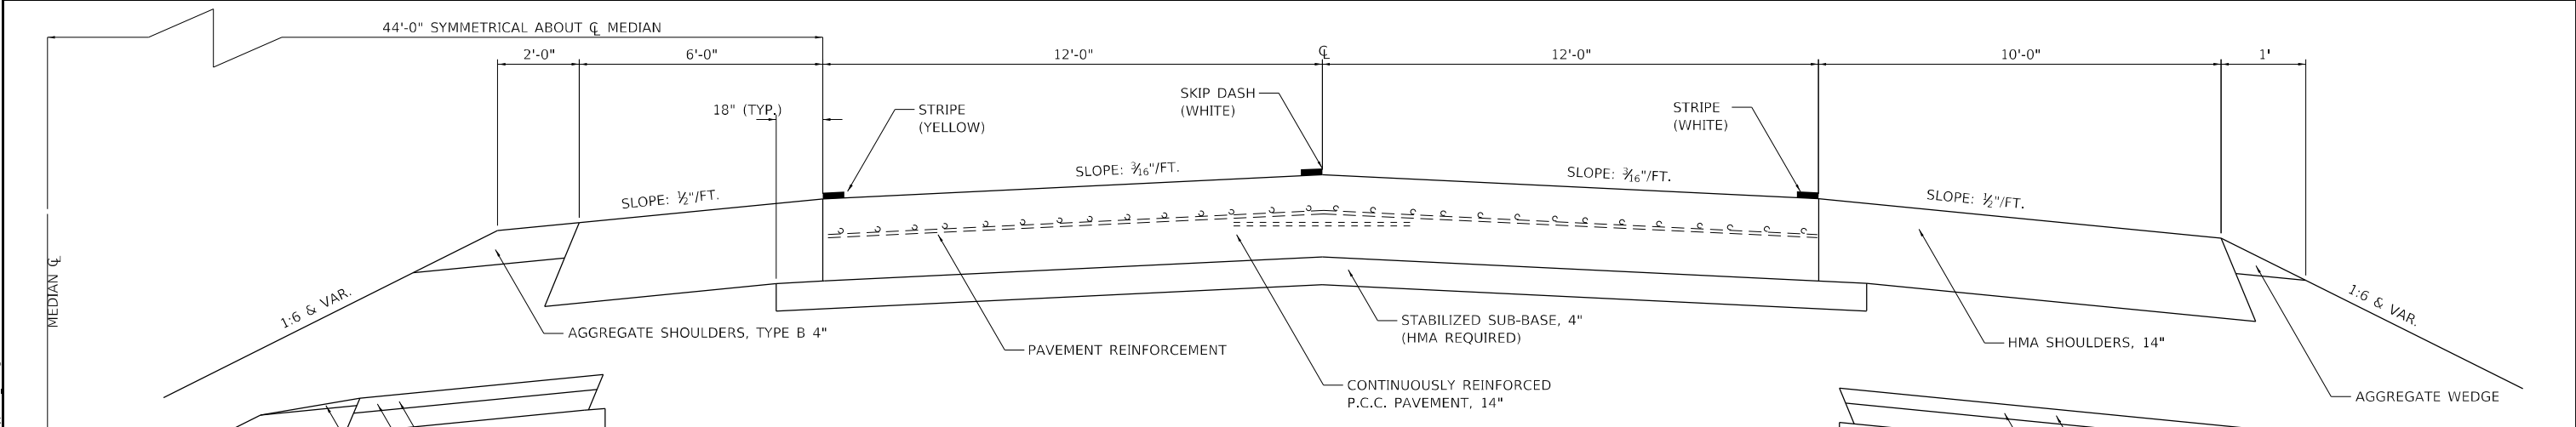 44'-0" SYMMETRICAL ABOUT ℄ MEDIAN
2'-0"
6'-0"
12'-0"
℄
12'-0"
10'-0"
1'
18" (TYP.)
STRIPE
(YELLOW)
SKIP DASH
(WHITE)
STRIPE
(WHITE)
SLOPE: ½"/FT.
SLOPE: 3⁄16"/FT.
SLOPE: 3⁄16"/FT.
SLOPE: ½"/FT.
MEDIAN ℄
1:6 & VAR.
1:6 & VAR.
AGGREGATE SHOULDERS, TYPE B 4"
PAVEMENT REINFORCEMENT
STABILIZED SUB-BASE, 4"
(HMA REQUIRED)
CONTINUOUSLY REINFORCED
P.C.C. PAVEMENT, 14"
HMA SHOULDERS, 14"
AGGREGATE WEDGE